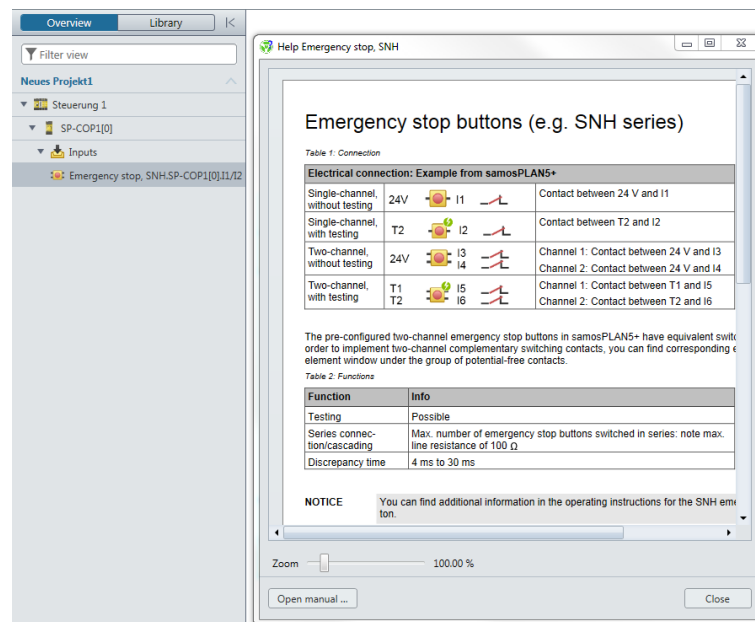 Overview
Library
Filter view
Neues Projekt1
Steuerung 1
SP-COP1[0]
Inputs
Emergency stop, SNH.SP-COP1[0].I1/I2
Help Emergency stop, SNH
Emergency stop buttons (e.g. SNH series)
Table 1: Connection
Electrical connection: Example from samosPLAN5+
Single-channel,
without testing
24V
I1
Contact between 24 V and I1
Single-channel,
with testing
T2
I2
Contact between T2 and I2
Two-channel,
without testing
24V
I3
I4
Channel 1: Contact between 24 V and I3
Channel 2: Contact between 24 V and I4
Two-channel,
with testing
T1
T2
I5
I6
Channel 1: Contact between T1 and I5
Channel 2: Contact between T2 and I6
The pre-configured two-channel emergency stop buttons in samosPLAN5+ have equivalent switc
order to implement two-channel complementary switching contacts, you can find corresponding e
element window under the group of potential-free contacts.
Table 2: Functions
Function Info
Testing Possible
Series connec-
tion/cascading
Max. number of emergency stop buttons switched in series: note max.
line resistance of 100 Ω
Discrepancy time 4 ms to 30 ms
NOTICE
You can find additional information in the operating instructions for the SNH eme
ton.
Zoom 100.00 %
Open manual ...
Close